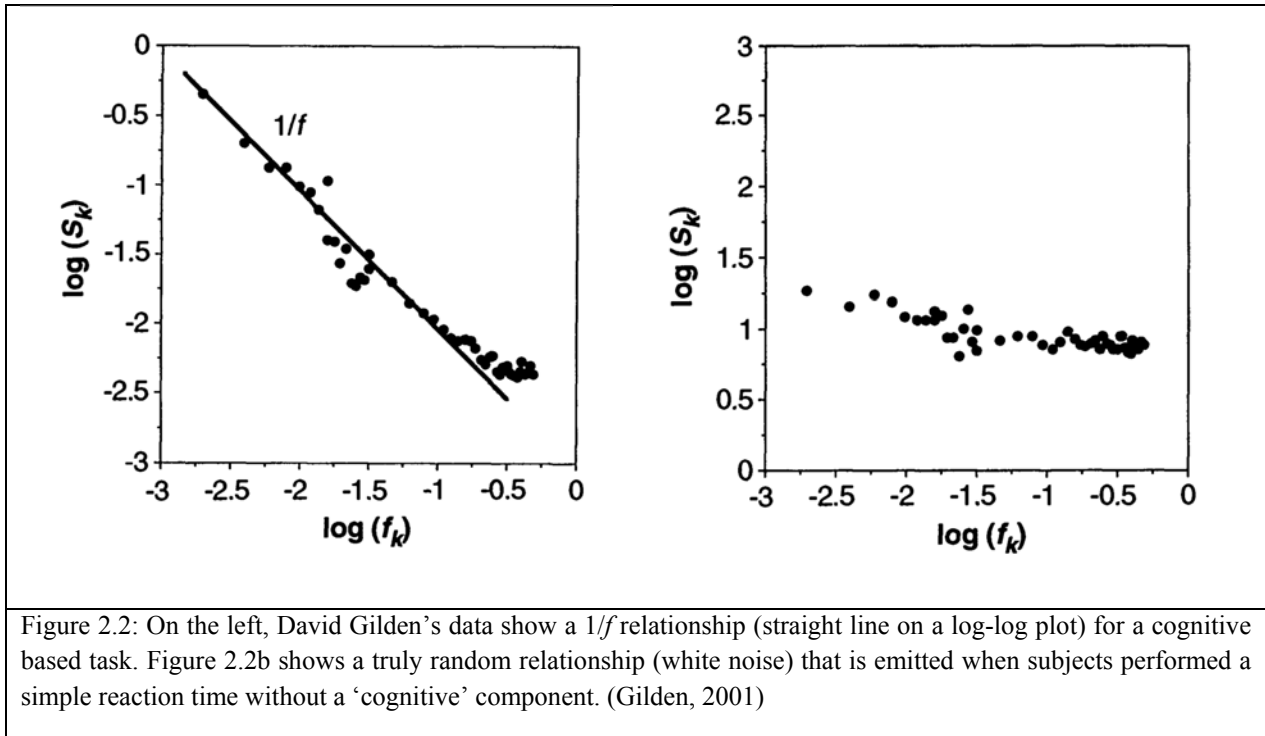 0
-0.5
-1
-1.5
-2
-2.5
-3
log (Sk)
1/f
-3 -2.5 -2 -1.5 -1 -0.5 0
log (fk)
3
2.5
2
1.5
1
0.5
0
log (Sk)
-3 -2.5 -2 -1.5 -1 -0.5 0
log (fk)
Figure 2.2: On the left, David Gilden’s data show a 1/f relationship (straight line on a log-log plot) for a cognitive
based task. Figure 2.2b shows a truly random relationship (white noise) that is emitted when subjects performed a
simple reaction time without a ‘cognitive’ component. (Gilden, 2001)